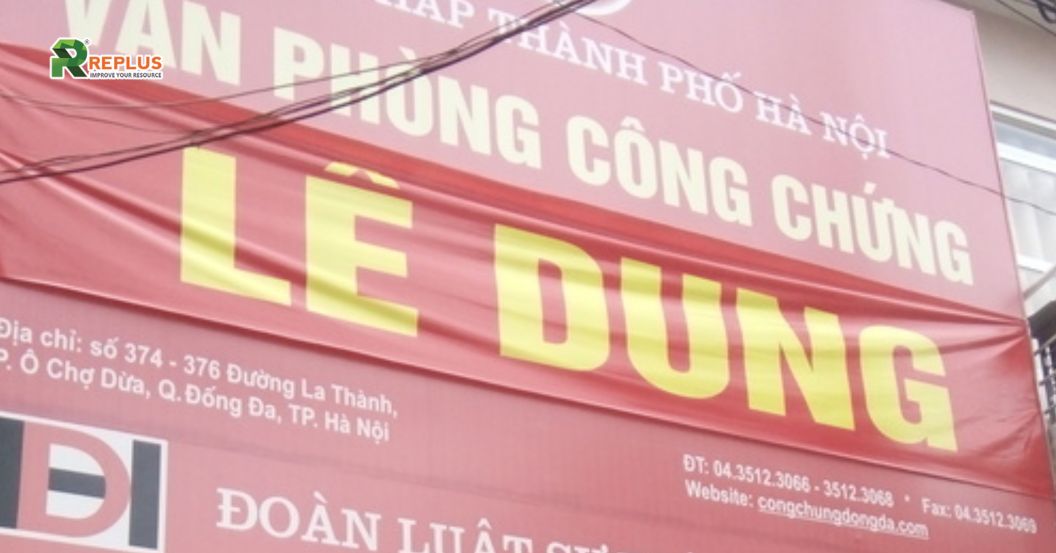 REPLUS
IMPROVE YOUR RESOURCE
THÀNH PHỐ HÀ NỘI
VĂN PHÒNG CÔNG CHỨNG
LÊ DUNG
Địa chỉ: số 374 - 376 Đường La Thành,
P. Ô Chợ Dừa, Q. Đống Đa, TP. Hà Nội
ĐT: 04.3512.3066 - 3512.3068 * Fax: 04.3512.3069
Website: congchungdongda.com
ĐOÀN LUẬT